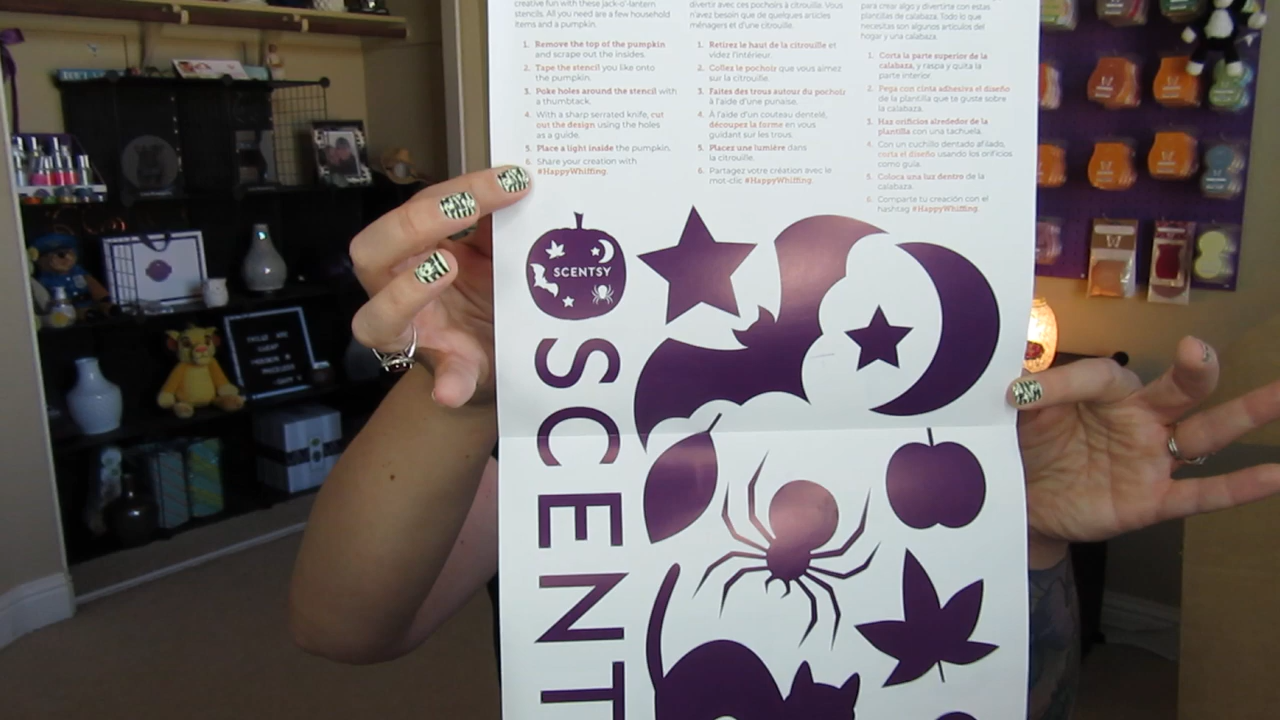 creative fun with these jack-o'-lantern
stencils. All you need are a few household
items and a pumpkin.
1. Remove the top of the pumpkin
and scrape out the insides.
2. Tape the stencil you like onto
the pumpkin.
3. Poke holes around the stencil with
a thumbtack.
4. With a sharp serrated knife, cut
out the design using the holes
as a guide.
5. Place a light inside the pumpkin.
6. Share your creation with
#HappyWhiffing.
divertir avec ces pochoirs à citrouille. Vous
n'avez besoin que de quelques articles
ménagers et d'une citrouille.
1. Retirez le haut de la citrouille et
videz l'intérieur.
2. Collez le pochoir que vous aimez
sur la citrouille.
3. Faites des trous autour du pochoir
à l'aide d'une punaise.
4. À l'aide d'un couteau dentelé,
découpez la forme en vous
guidant sur les trous.
5. Placez une lumière dans
la citrouille.
6. Partagez votre création avec le
mot-clic #HappyWhiffing.
para crear algo y divertirte con estas
plantillas de calabaza. Todo lo que
necesitas son algunos artículos del
hogar y una calabaza.
1. Corta la parte superior de la
calabaza, y raspa y quita la
parte interior.
2. Pega con cinta adhesiva el diseño
de la plantilla que te guste sobre
la calabaza.
3. Haz orificios alrededor de la
plantilla con una tachuela.
4. Con un cuchillo dentado afilado,
corta el diseño usando los orificios
como guía.
5. Coloca una luz dentro de la
calabaza.
6. Comparte tu creación con el
hashtag #HappyWhiffing.
SCENTSY
SCENT